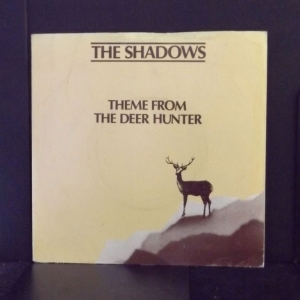 THE SHADOWS
THEME FROM
THE DEER HUNTER